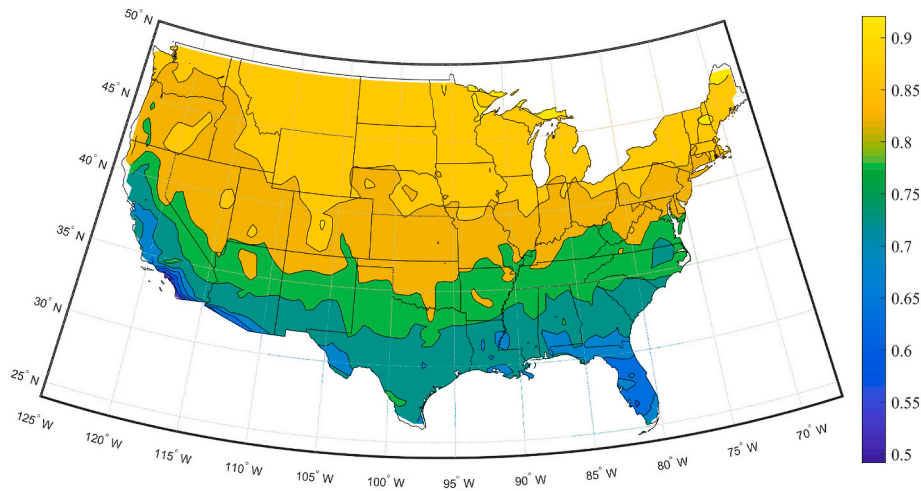 50° N
45° N
40° N
35° N
30° N
25° N
125° W
120° W
115° W
110° W
105° W
100° W
95° W
90° W
85° W
80° W
75° W
70° W
0.9
0.85
0.8
0.75
0.7
0.65
0.6
0.55
0.5